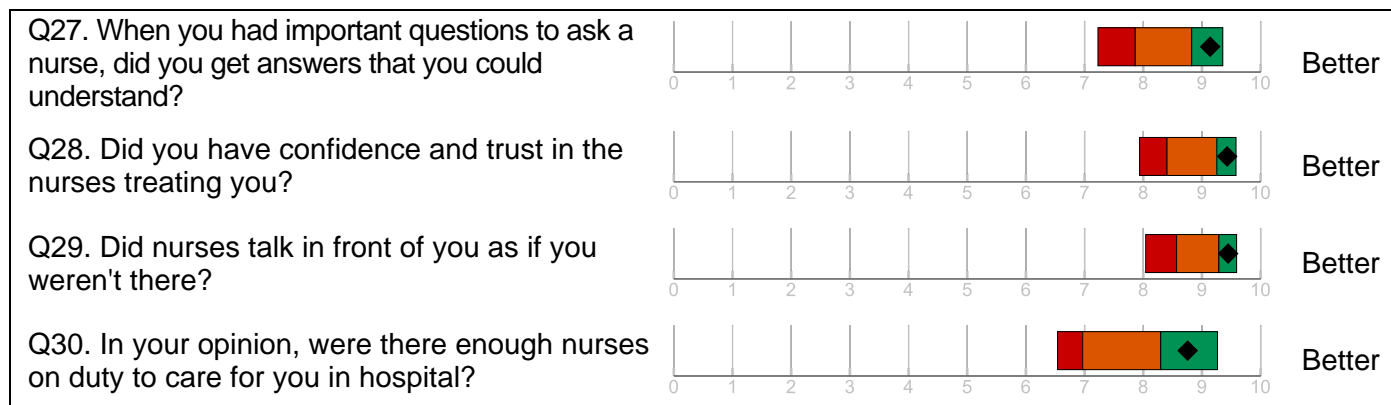 Q27. When you had important questions to ask a
nurse, did you get answers that you could
understand?
0 1 2 3 4 5 6 7 8 9 10
Better
Q28. Did you have confidence and trust in the
nurses treating you?
0 1 2 3 4 5 6 7 8 9 10
Better
Q29. Did nurses talk in front of you as if you
weren't there?
0 1 2 3 4 5 6 7 8 9 10
Better
Q30. In your opinion, were there enough nurses
on duty to care for you in hospital?
0 1 2 3 4 5 6 7 8 9 10
Better